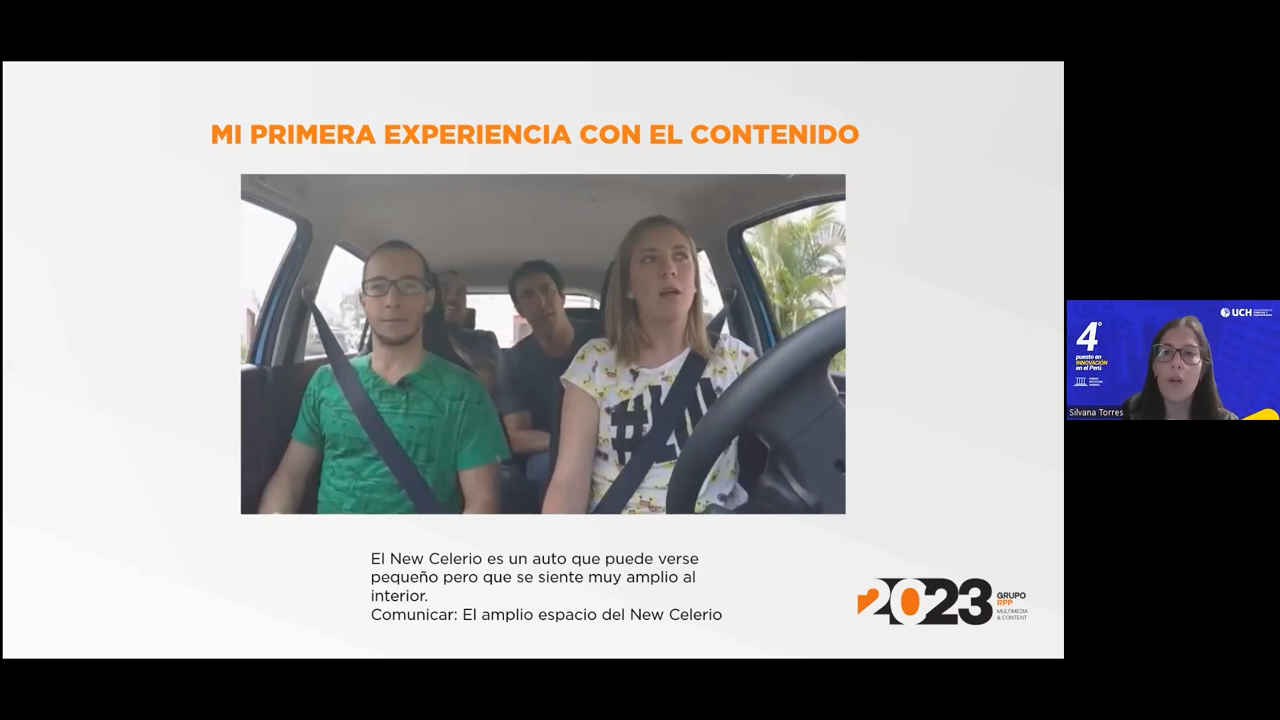 MI PRIMERA EXPERIENCIA CON EL CONTENIDO
El New Celerio es un auto que puede verse
pequeño pero que se siente muy amplio al
interior.
Comunicar: El amplio espacio del New Celerio
2023
GRUPO
RPP
MULTIMEDIA
& CONTENT
UCH
4°
puesto en
INNOVACIÓN
en el Perú
Silvana Torres